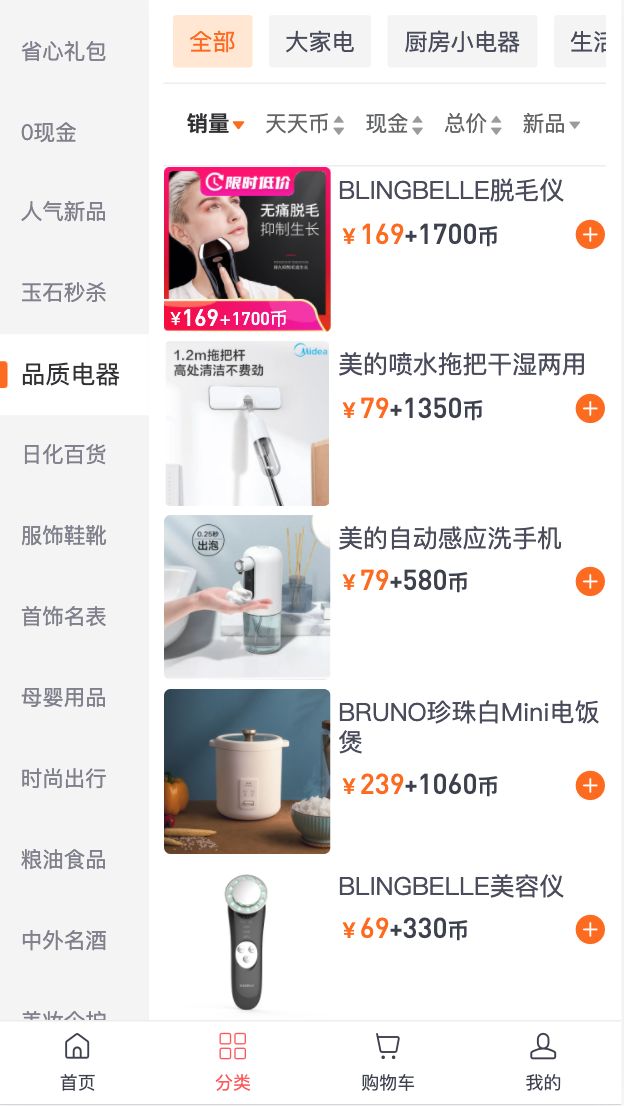 省心礼包
0现金
人气新品
玉石秒杀
品质电器
日化百货
服饰鞋靴
首饰名表
母婴用品
时尚出行
粮油食品
中外名酒
美妆个护
全部 大家电 厨房小电器 生活
销量 天天币 现金 总价 新品
限时低价
无痛脱毛
抑制生长
¥169+1700币
BLINGBELLE脱毛仪
¥169+1700币
1.2m拖把杆
高处清洁不费劲
Midea
美的喷水拖把干湿两用
¥79+1350币
0.25秒
出泡
美的自动感应洗手机
¥79+580币
BRUNO珍珠白Mini电饭
煲
¥239+1060币
BLINGBELLE美容仪
¥69+330币
首页 分类 购物车 我的